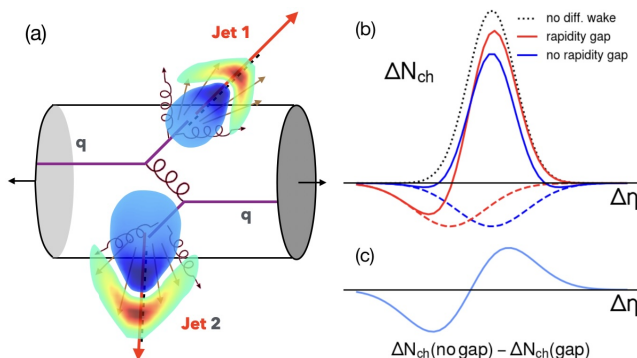 (a)
Jet 1
q
q
Jet 2
(b)
no diff. wake
rapidity gap
no rapidity gap
ΔN_ch
Δη
(c)
Δη
ΔN_ch(no gap) – ΔN_ch(gap)